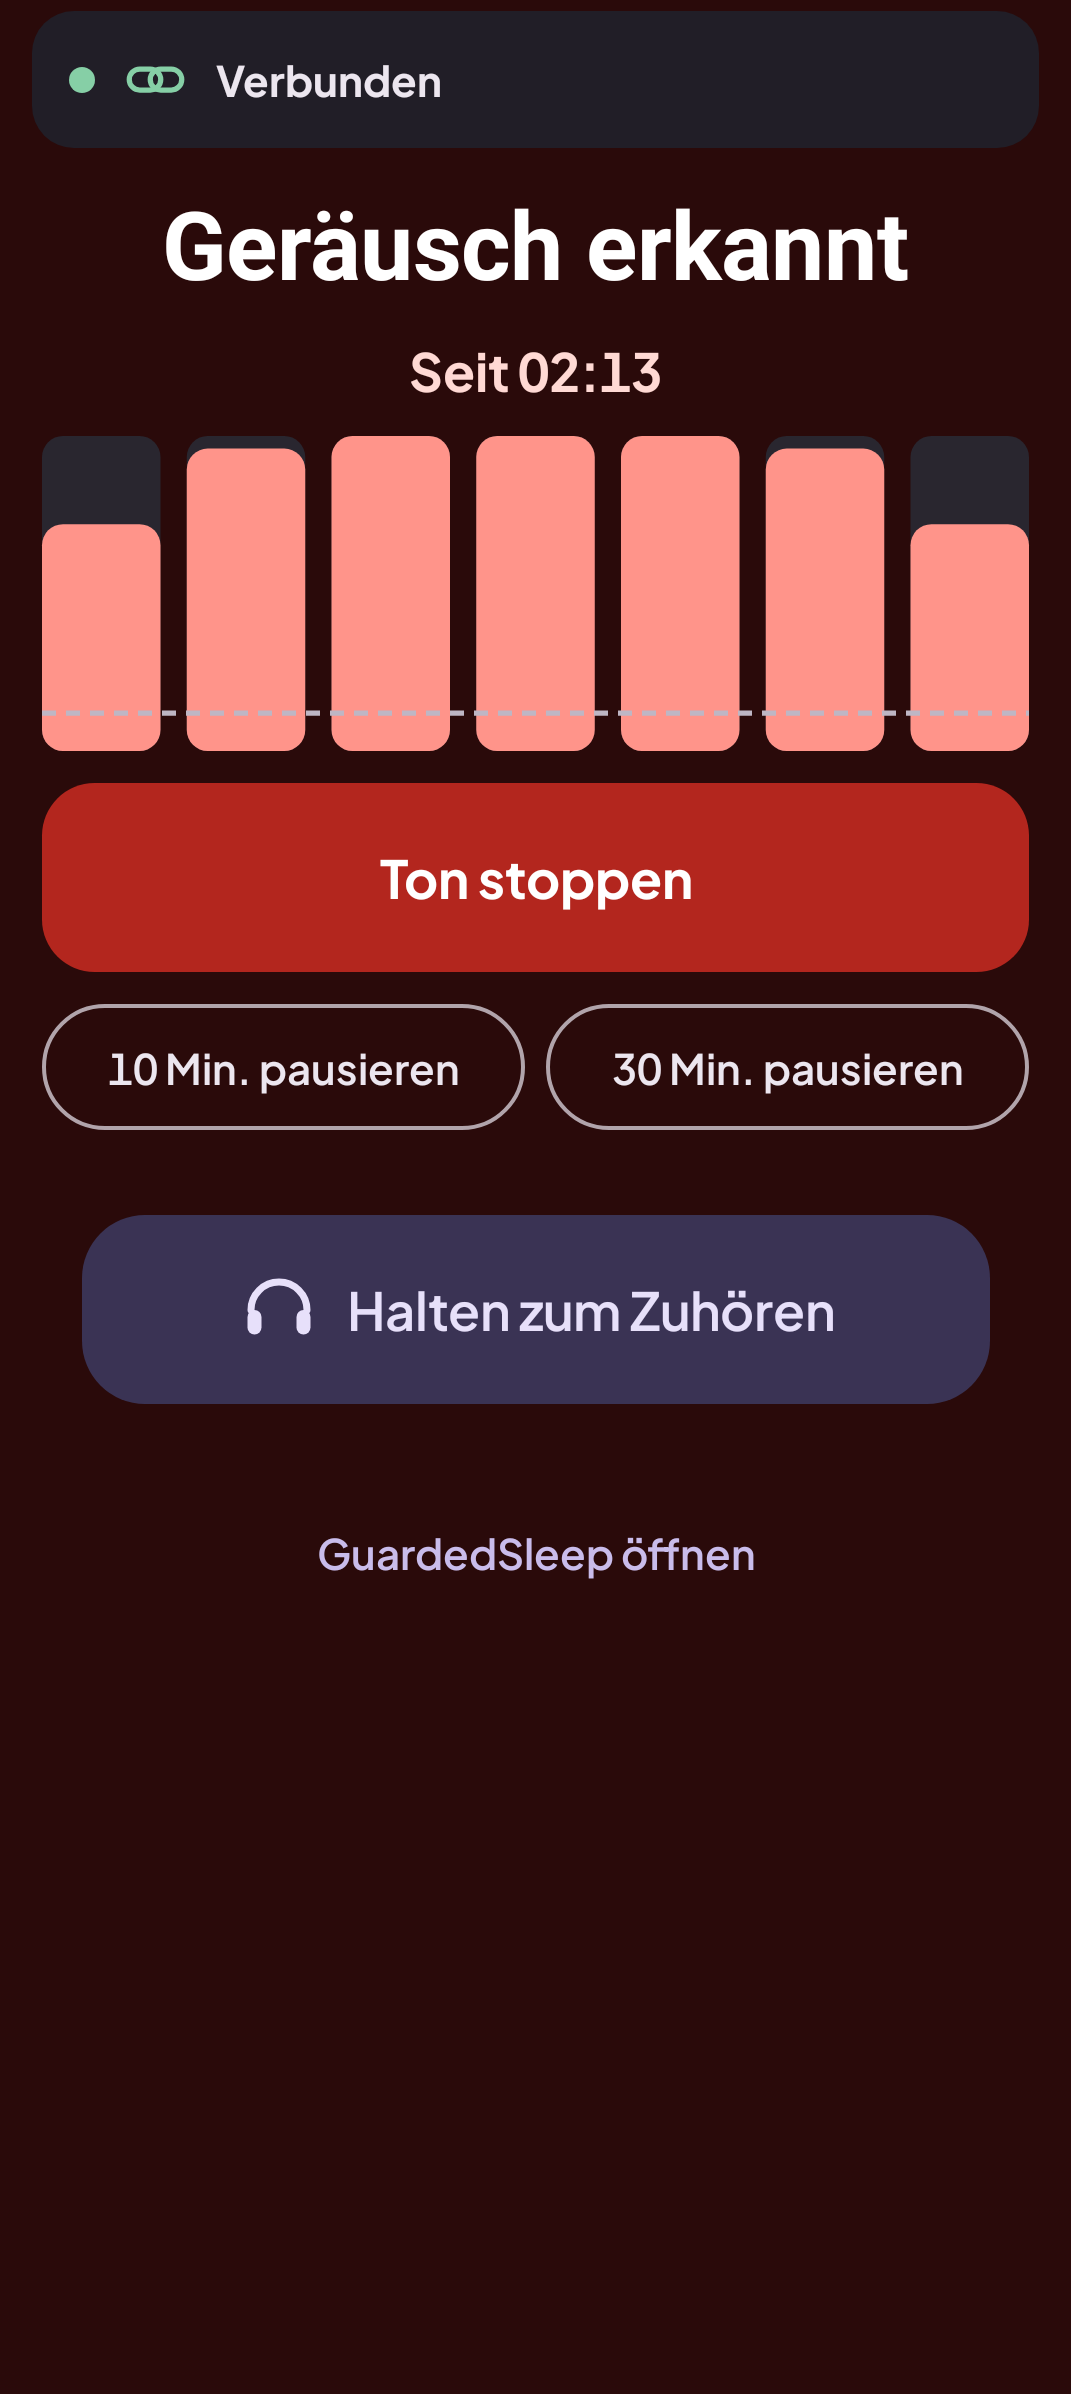 Verbunden
Geräusch erkannt
Seit 02:13
Ton stoppen
10 Min. pausieren
30 Min. pausieren
Halten zum Zuhören
GuardedSleep öffnen